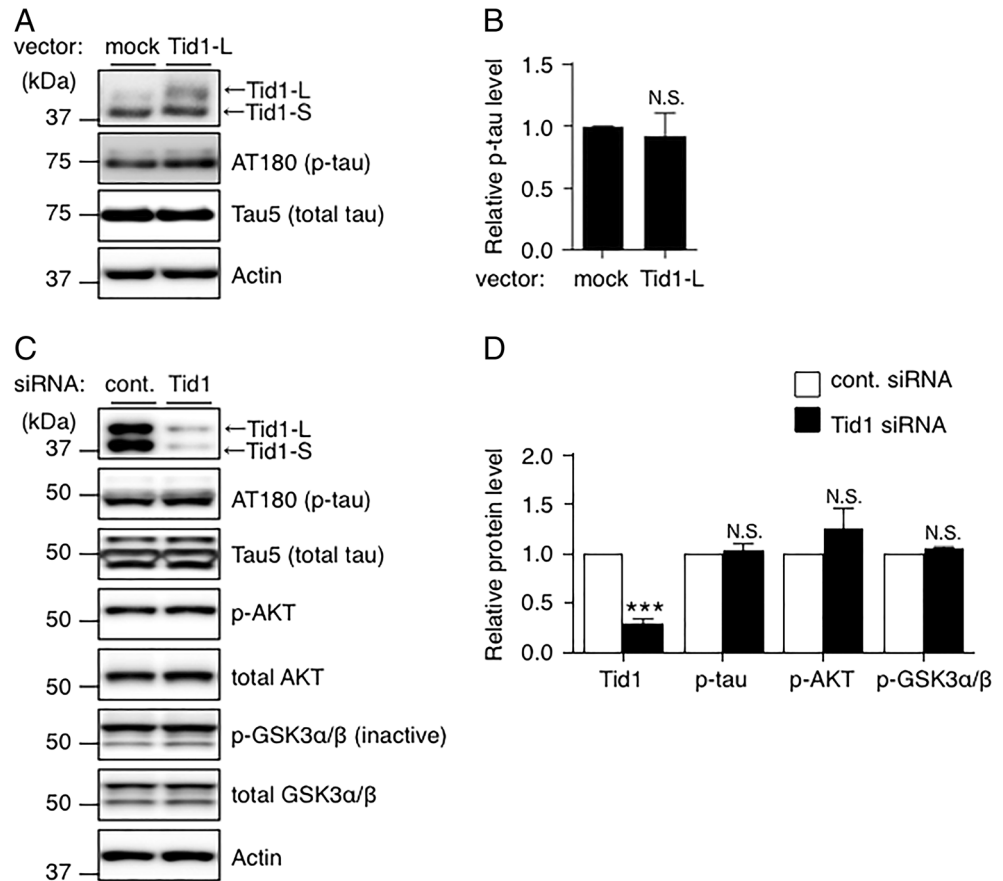 A
vector: mock Tid1-L
(kDa)
←Tid1-L
←Tid1-S
37
75
AT180 (p-tau)
75
Tau5 (total tau)
37
Actin
B
1.5
1.0
0.5
0.0
Relative p-tau level
N.S.
vector: mock Tid1-L
C
siRNA: cont. Tid1
(kDa)
←Tid1-L
37
←Tid1-S
50
AT180 (p-tau)
50
Tau5 (total tau)
50
p-AKT
50
total AKT
50
p-GSK3α/β (inactive)
50
total GSK3α/β
37
Actin
D
cont. siRNA
Tid1 siRNA
2.0
1.5
1.0
0.5
0.0
Relative protein level
***
N.S.
N.S.
N.S.
Tid1 p-tau p-AKT p-GSK3α/β